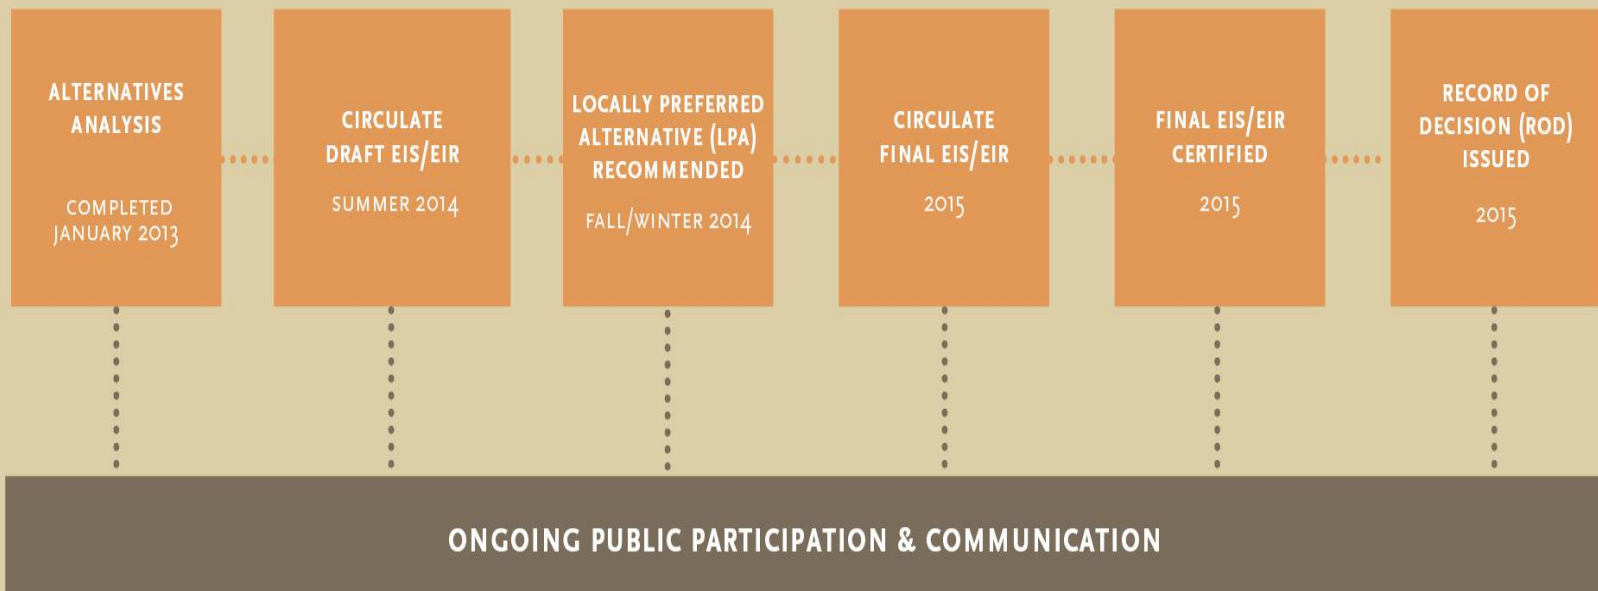 ALTERNATIVES
ANALYSIS
COMPLETED
JANUARY 2013
CIRCULATE
DRAFT EIS/EIR
SUMMER 2014
LOCALLY PREFERRED
ALTERNATIVE (LPA)
RECOMMENDED
FALL/WINTER 2014
CIRCULATE
FINAL EIS/EIR
2015
FINAL EIS/EIR
CERTIFIED
2015
RECORD OF
DECISION (ROD)
ISSUED
2015
ONGOING PUBLIC PARTICIPATION & COMMUNICATION